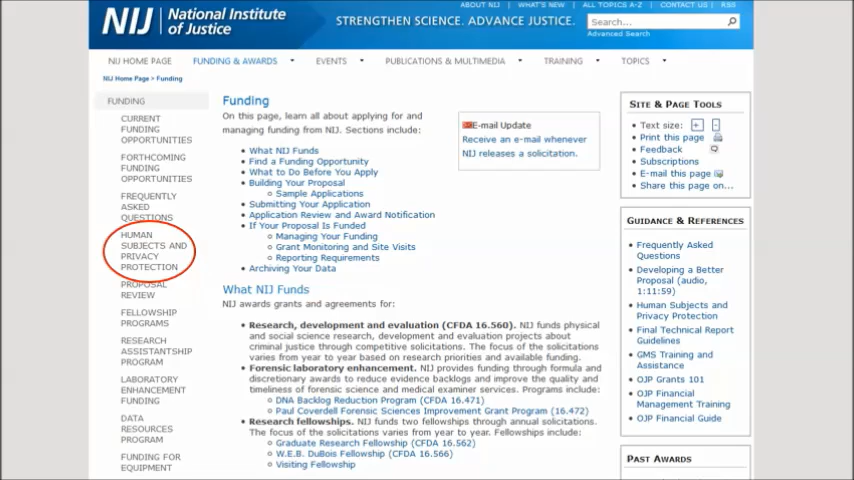 ABOUT NIJ | WHAT'S NEW | ALL TOPICS A-Z | CONTACT US | RSS
NIJ National Institute of Justice
STRENGTHEN SCIENCE. ADVANCE JUSTICE.
Search...
Advanced Search
NIJ HOME PAGE FUNDING & AWARDS EVENTS PUBLICATIONS & MULTIMEDIA TRAINING TOPICS
NIJ Home Page > Funding
FUNDING
CURRENT
FUNDING
OPPORTUNITIES
FORTHCOMING
FUNDING
OPPORTUNITIES
FREQUENTLY
ASKED
QUESTIONS
HUMAN
SUBJECTS AND
PRIVACY
PROTECTION
PROPOSAL
REVIEW
FELLOWSHIP
PROGRAMS
RESEARCH
ASSISTANTSHIP
PROGRAM
LABORATORY
ENHANCEMENT
FUNDING
DATA
RESOURCES
PROGRAM
FUNDING FOR
EQUIPMENT
Funding
On this page, learn all about applying for and
managing funding from NIJ. Sections include:
• What NIJ Funds
• Find a Funding Opportunity
• What to Do Before You Apply
• Building Your Proposal
Sample Applications
• Submitting Your Application
• Application Review and Award Notification
• If Your Proposal Is Funded
Managing Your Funding
Grant Monitoring and Site Visits
Reporting Requirements
• Archiving Your Data
E-mail Update
Receive an e-mail whenever
NIJ releases a solicitation.
What NIJ Funds
NIJ awards grants and agreements for:
• Research, development and evaluation (CFDA 16.560). NIJ funds physical
and social science research, development and evaluation projects about
criminal justice through competitive solicitations. The focus of the solicitations
varies from year to year based on research priorities and available funding.
• Forensic laboratory enhancement. NIJ provides funding through formula and
discretionary awards to reduce evidence backlogs and improve the quality and
timeliness of forensic science and medical examiner services. Programs include:
DNA Backlog Reduction Program (CFDA 16.471)
Paul Coverdell Forensic Sciences Improvement Grant Program (16.472)
• Research fellowships. NIJ funds two fellowships through annual solicitations.
The focus of the solicitations varies from year to year. Fellowships include:
Graduate Research Fellowship (CFDA 16.562)
W.E.B. DuBois Fellowship (CFDA 16.566)
Visiting Fellowship
SITE & PAGE TOOLS
• Text size: + -
• Print this page
• Feedback
• Subscriptions
• E-mail this page
• Share this page on...
GUIDANCE & REFERENCES
• Frequently Asked
Questions
• Developing a Better
Proposal (audio,
1:11:59)
• Human Subjects and
Privacy Protection
• Final Technical Report
Guidelines
• GMS Training and
Assistance
• OJP Grants 101
• OJP Financial
Management Training
• OJP Financial Guide
PAST AWARDS